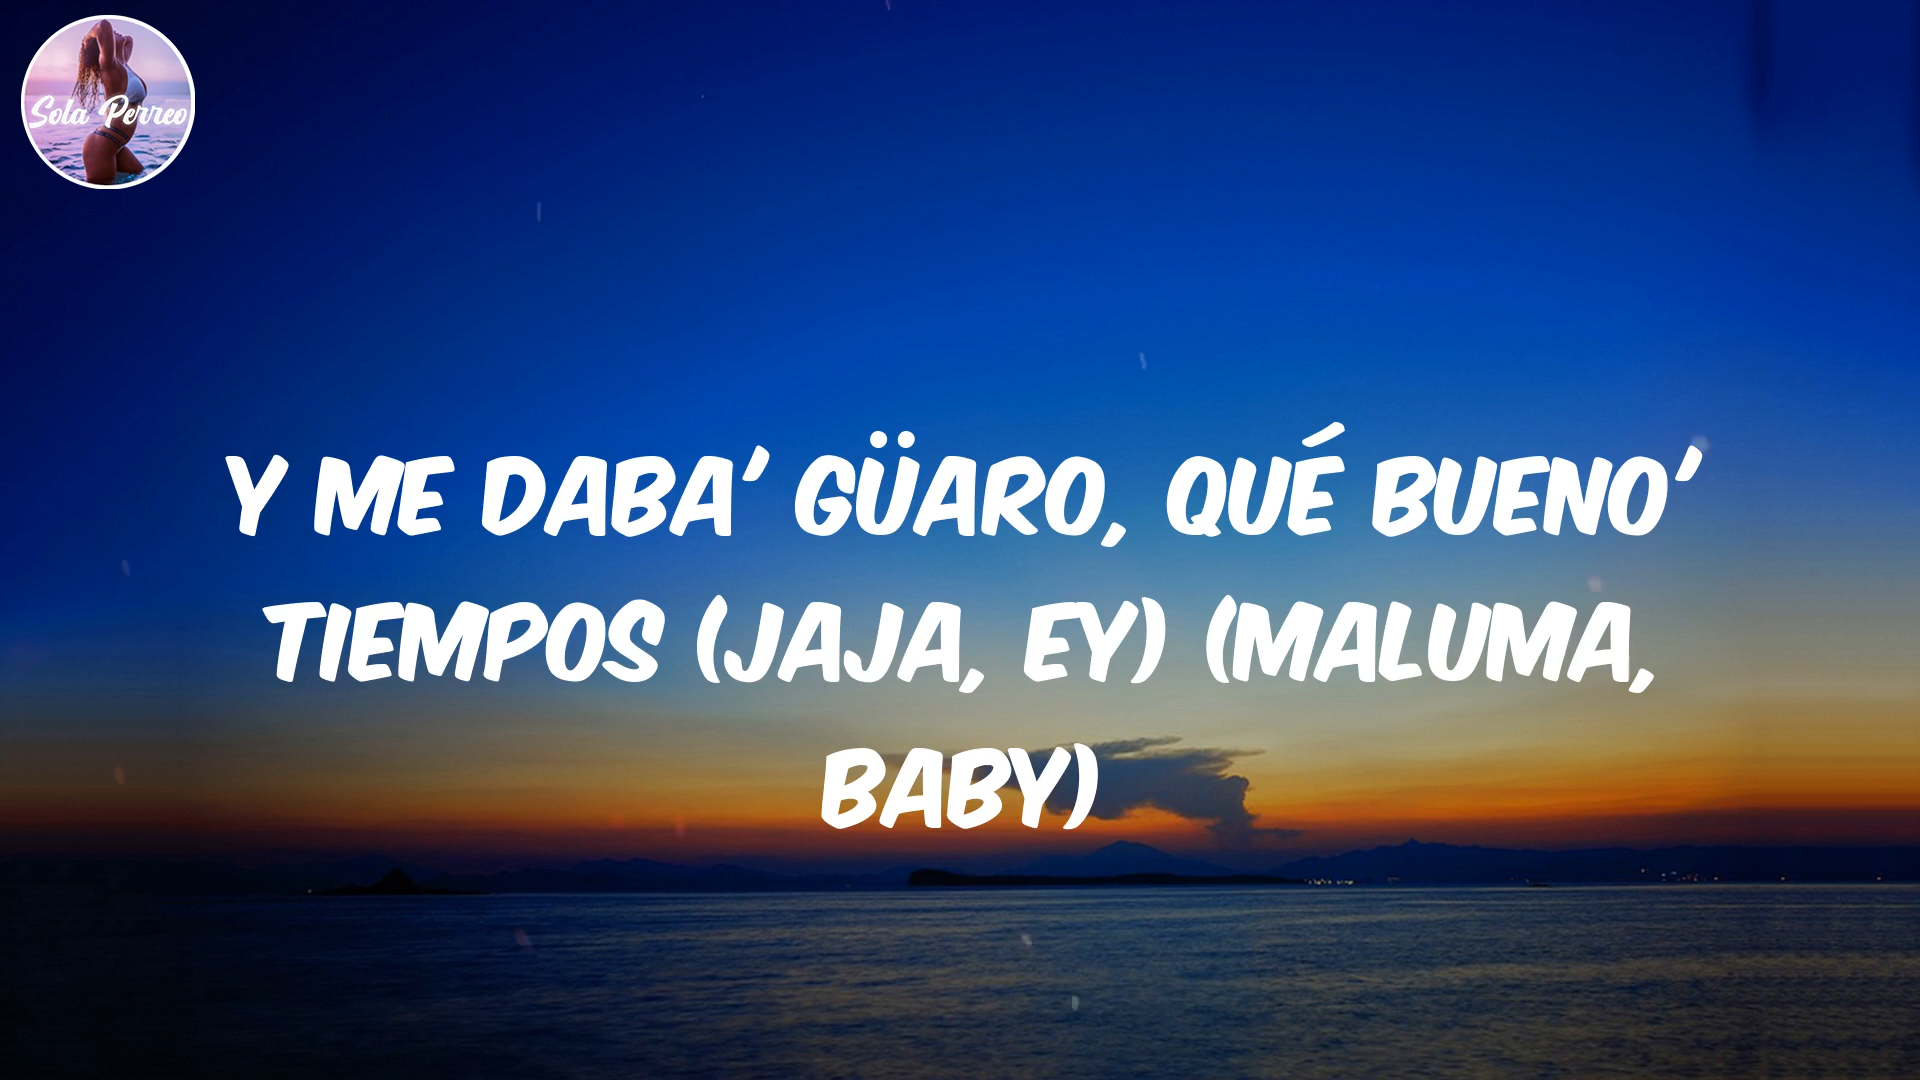 Sola Perreo
Y ME DABA' GÜARO, QUÉ BUENO'
TIEMPOS (JAJA, EY) (MALUMA,
BABY)